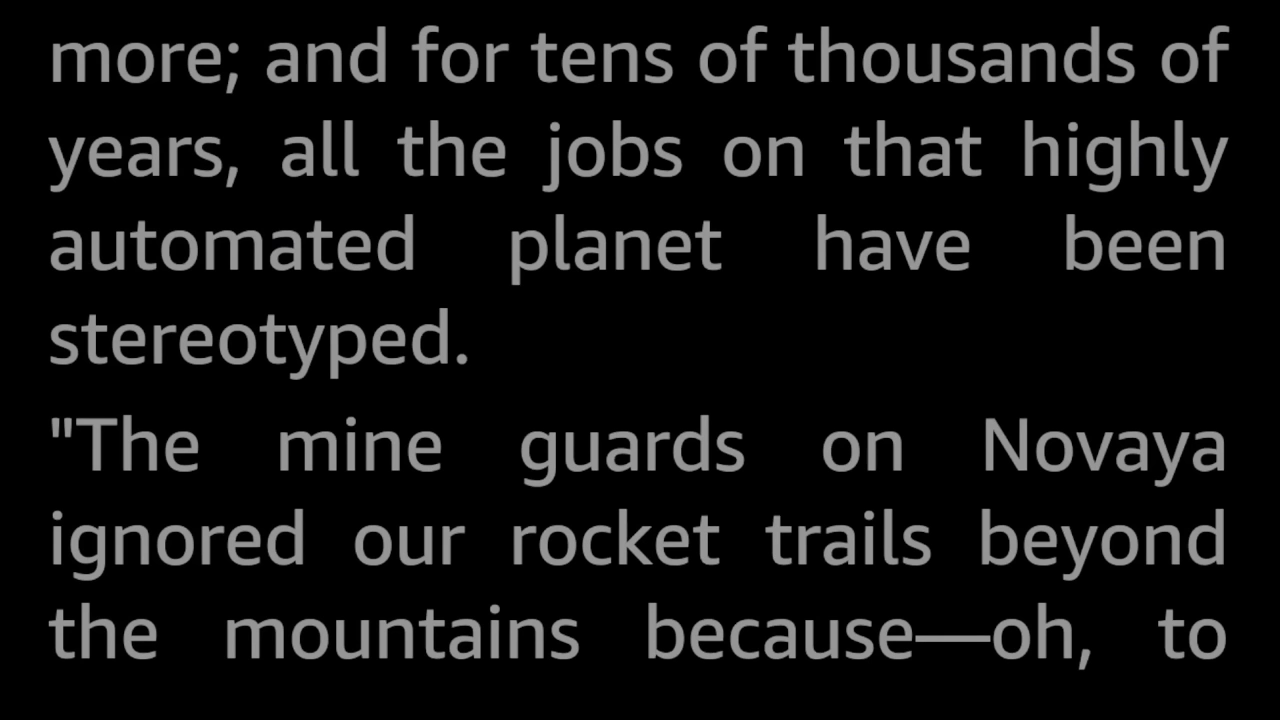 more; and for tens of thousands of
years, all the jobs on that highly
automated planet have been
stereotyped.
"The mine guards on Novaya
ignored our rocket trails beyond
the mountains because—oh, to